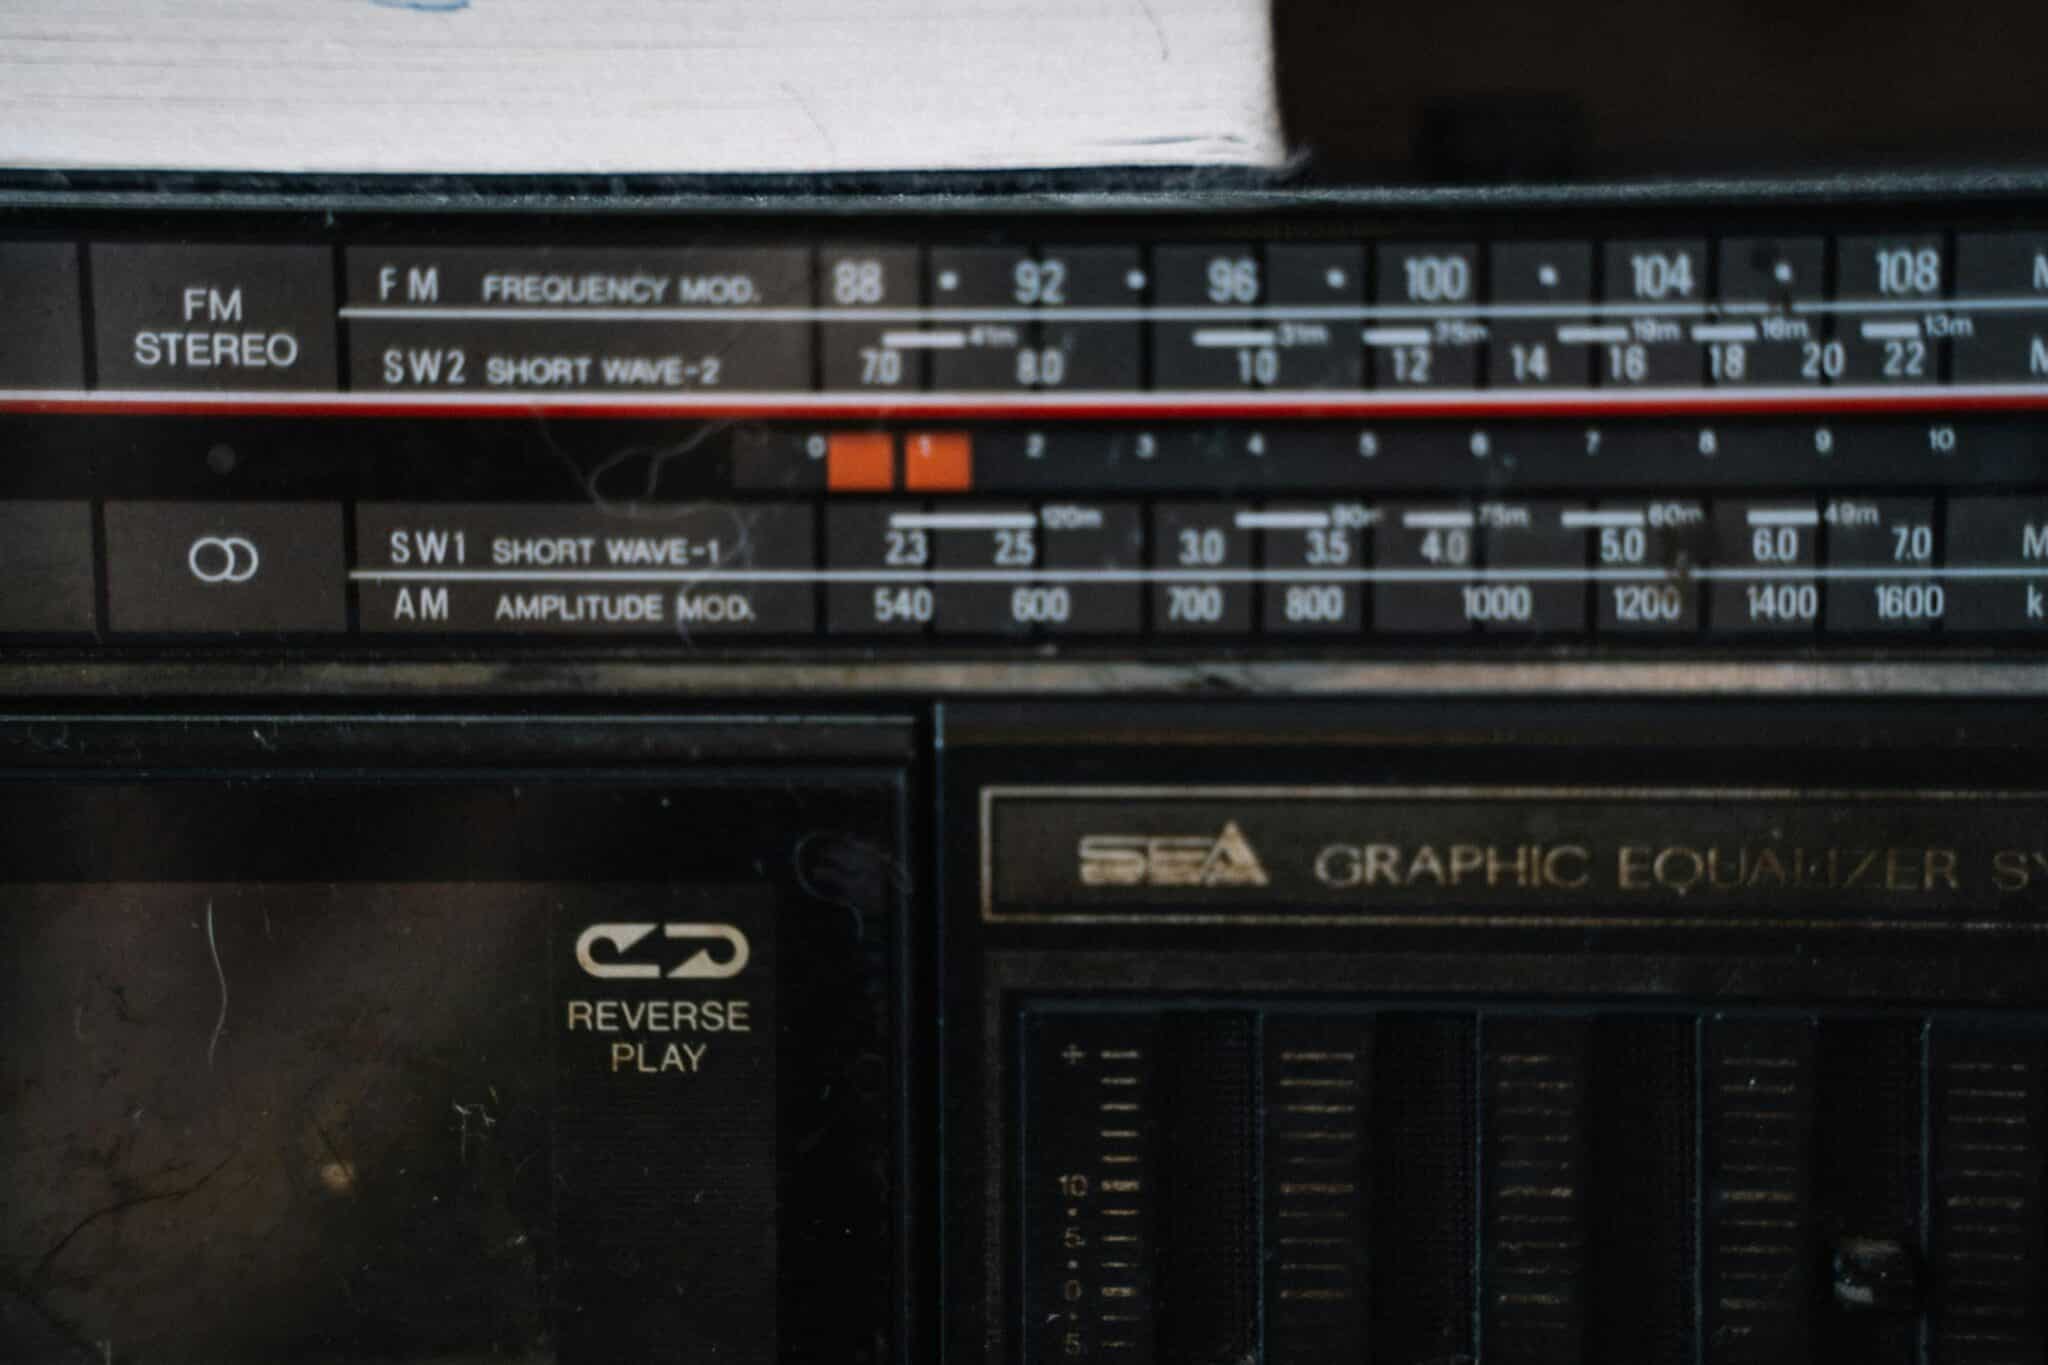 FM STEREO
FM FREQUENCY MOD. 88 • 92 • 96 • 100 • 104 • 108 M
41m 31m 25m 19m 16m 13m
SW2 SHORT WAVE-2 7.0 8.0 10 12 14 16 18 20 22 M
0 1 2 3 4 5 6 7 8 9 10
120m 90m 75m 60m 49m
SW1 SHORT WAVE-1 2.3 2.5 3.0 3.5 4.0 5.0 6.0 7.0 M
AM AMPLITUDE MOD. 540 600 700 800 1000 1200 1400 1600 k
SEA GRAPHIC EQUALIZER SY
REVERSE
PLAY
+
10
5
0
5